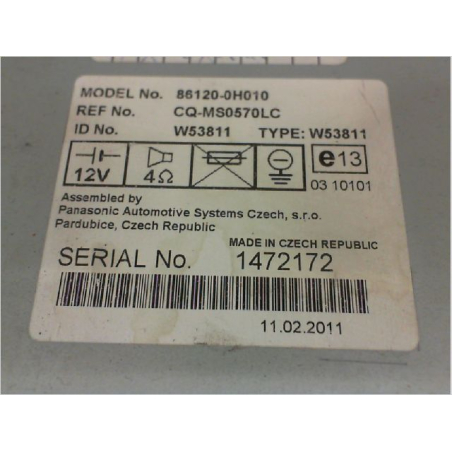 MODEL No. 86120-0H010
REF No. CQ-MS0570LC
ID No. W53811 TYPE: W53811
12V 4Ω e13
03 10101
Assembled by
Panasonic Automotive Systems Czech, s.r.o.
Pardubice, Czech Republic
MADE IN CZECH REPUBLIC
SERIAL No. 1472172
11.02.2011